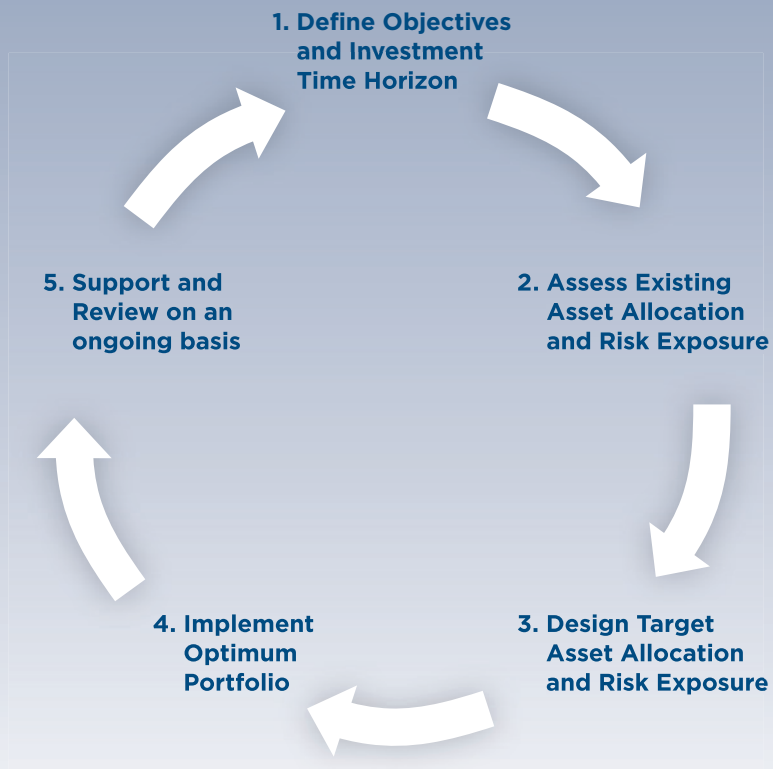 1. Define Objectives
and Investment
Time Horizon
2. Assess Existing
Asset Allocation
and Risk Exposure
3. Design Target
Asset Allocation
and Risk Exposure
4. Implement
Optimum
Portfolio
5. Support and
Review on an
ongoing basis